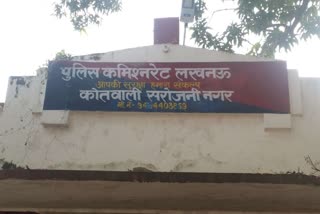 पुलिस कमिश्नरेट लखनऊ
आपकी सुरक्षा हमारा संकल्प
कोतवाली सरोजनी नगर